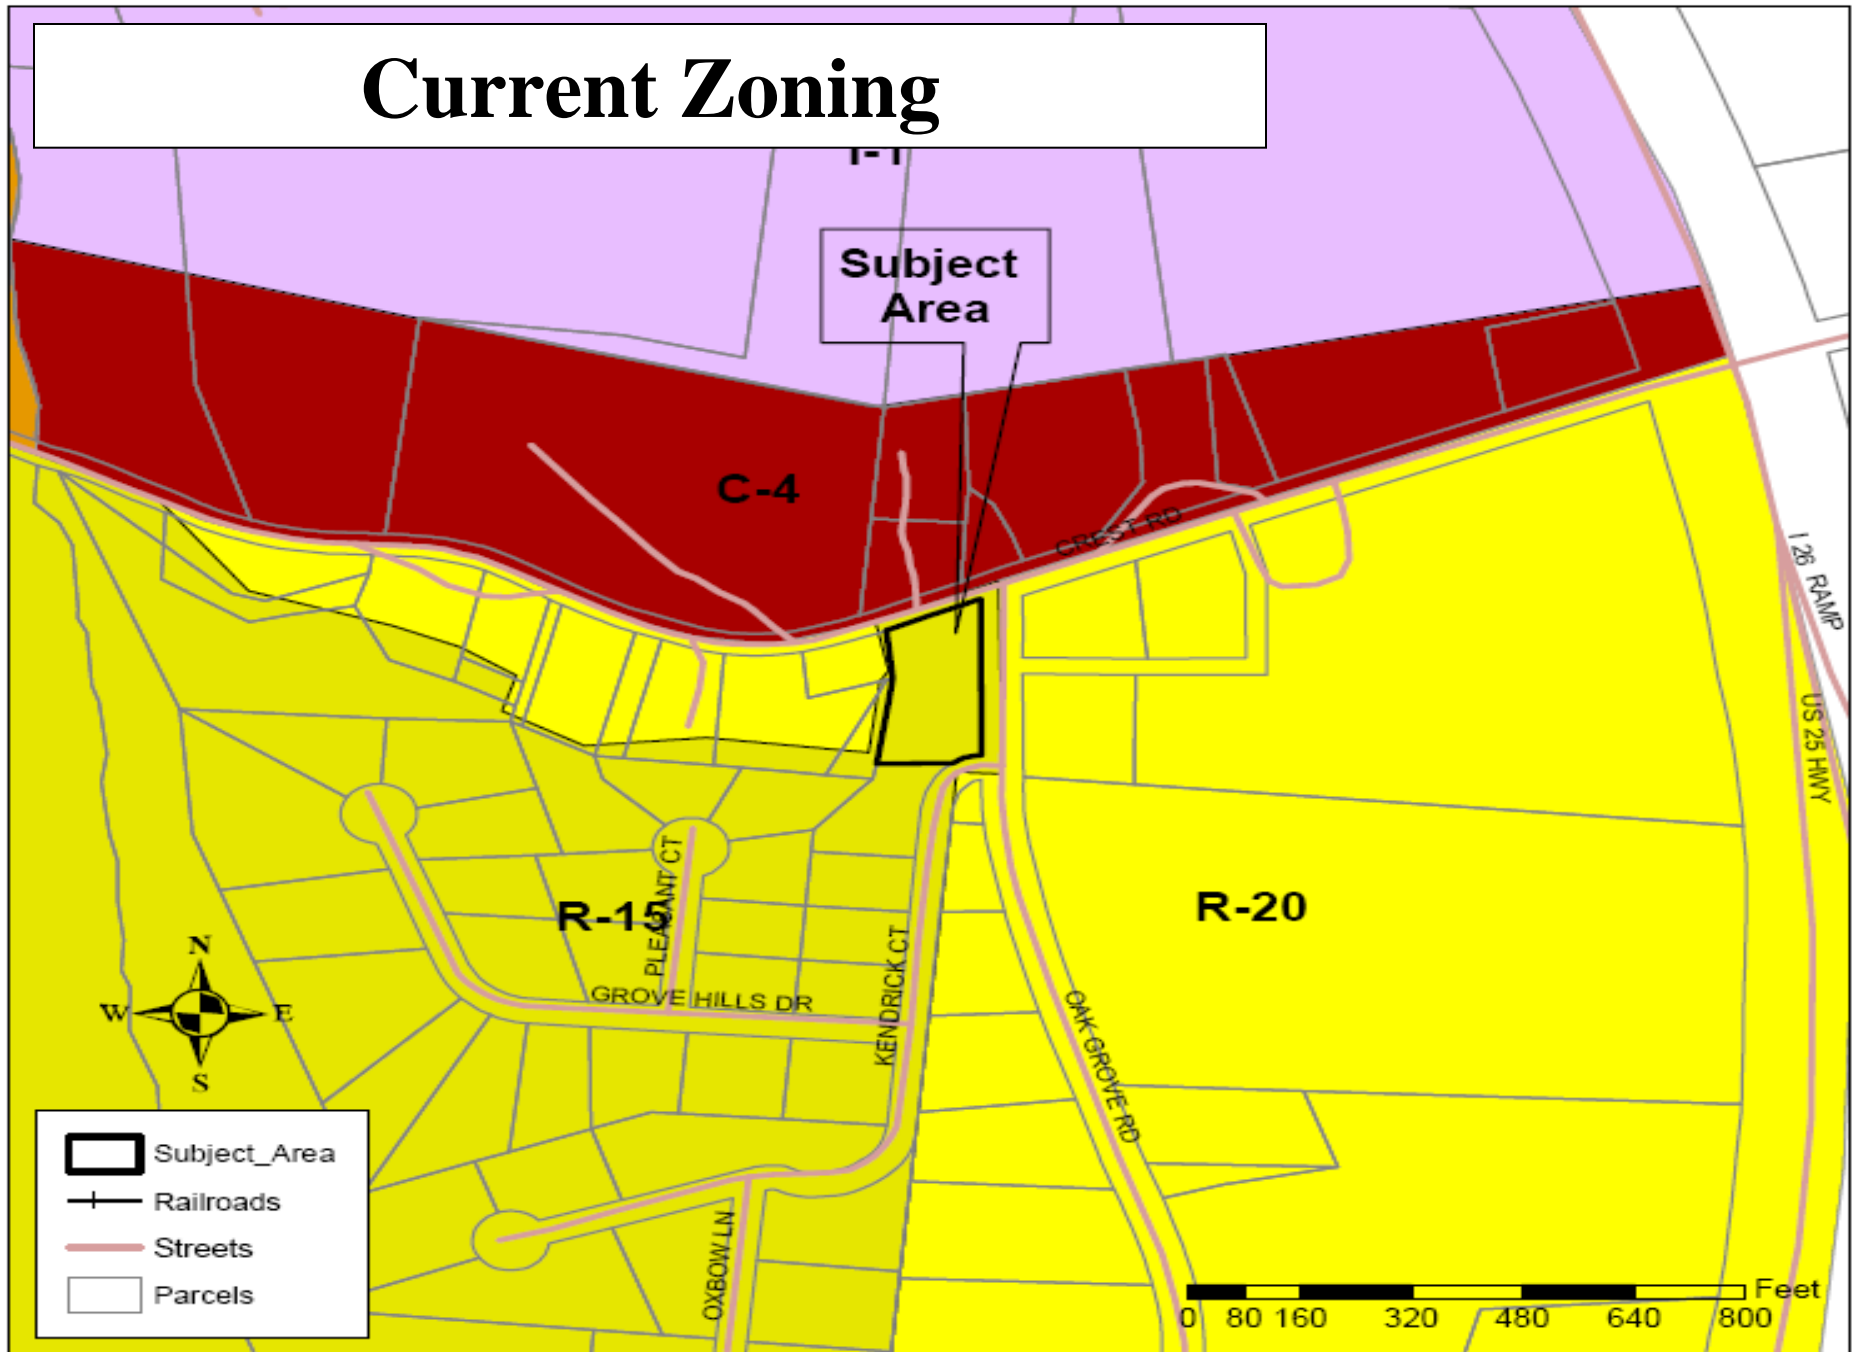 Current Zoning
I-1
Subject
Area
C-4
CREST RD
I 26 RAMP
US 25 HWY
R-15
PLEASANT CT
R-20
GROVE HILLS DR
KENDRICK CT
OAK GROVE RD
OXBOW LN
N
W E
S
Subject_Area
Railroads
Streets
Parcels
Feet
0 80 160 320 480 640 800